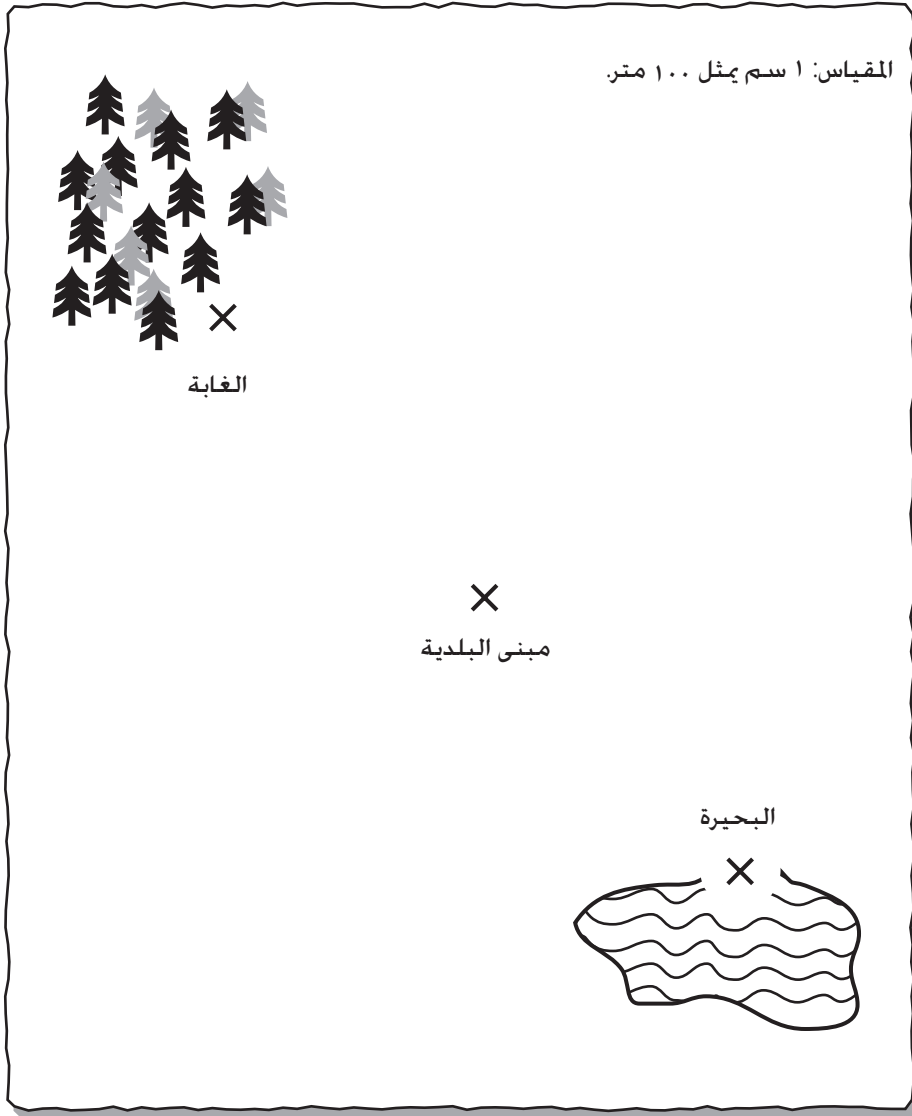 المقياس: ١ سم يمثل ١٠٠ متر.
الغابة
مبنى البلدية
البحيرة